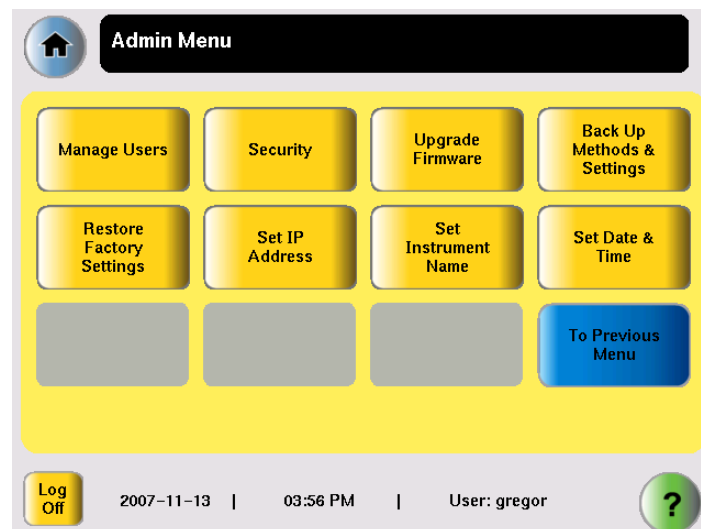 Admin Menu
Manage Users
Security
Upgrade
Firmware
Back Up
Methods &
Settings
Restore
Factory
Settings
Set IP
Address
Set
Instrument
Name
Set Date &
Time
To Previous
Menu
Log
Off
2007-11-13 | 03:56 PM | User: gregor
?